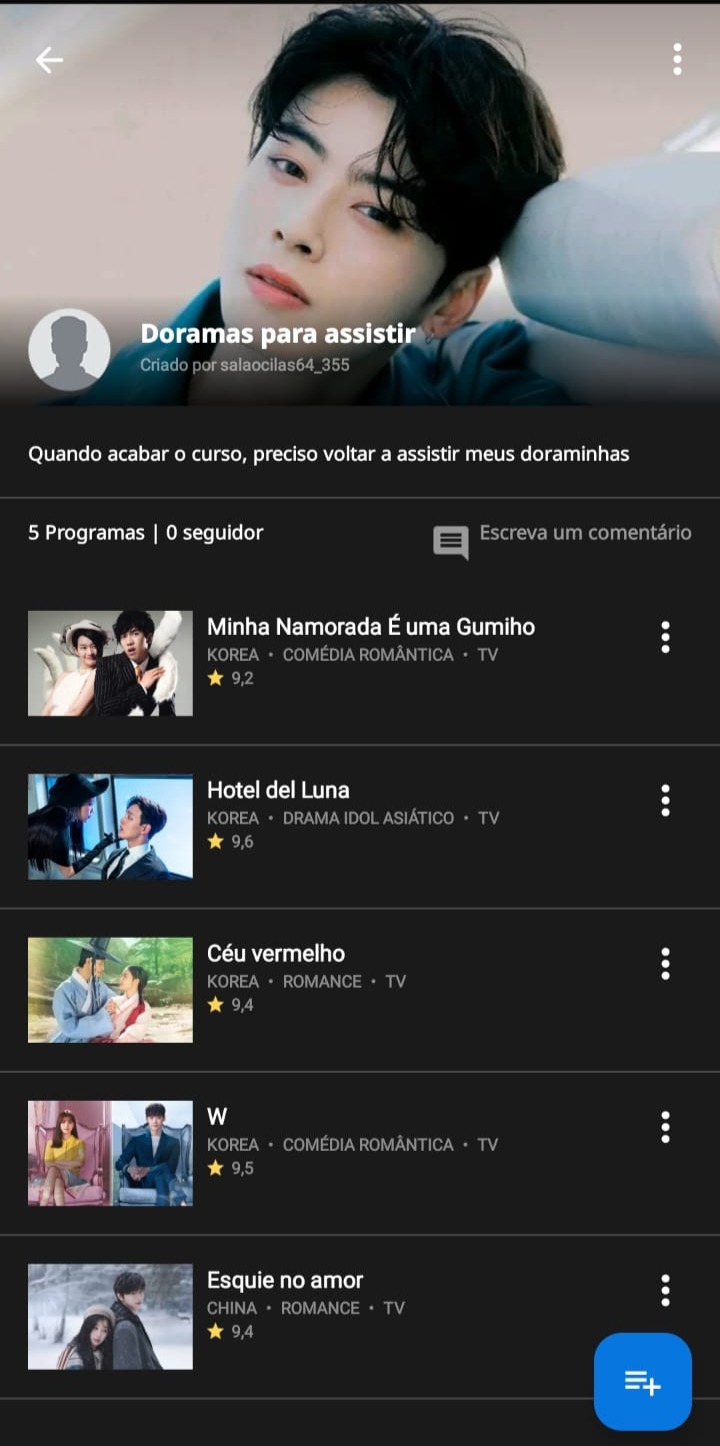 Doramas para assistir
Criado por salaocilas64_355
Quando acabar o curso, preciso voltar a assistir meus doraminhas
5 Programas | 0 seguidor
Escreva um comentário
Minha Namorada É uma Gumiho
KOREA • COMÉDIA ROMÂNTICA • TV
9,2
Hotel del Luna
KOREA • DRAMA IDOL ASIÁTICO • TV
9,6
Céu vermelho
KOREA • ROMANCE • TV
9,4
W
KOREA • COMÉDIA ROMÂNTICA • TV
9,5
Esquie no amor
CHINA • ROMANCE • TV
9,4